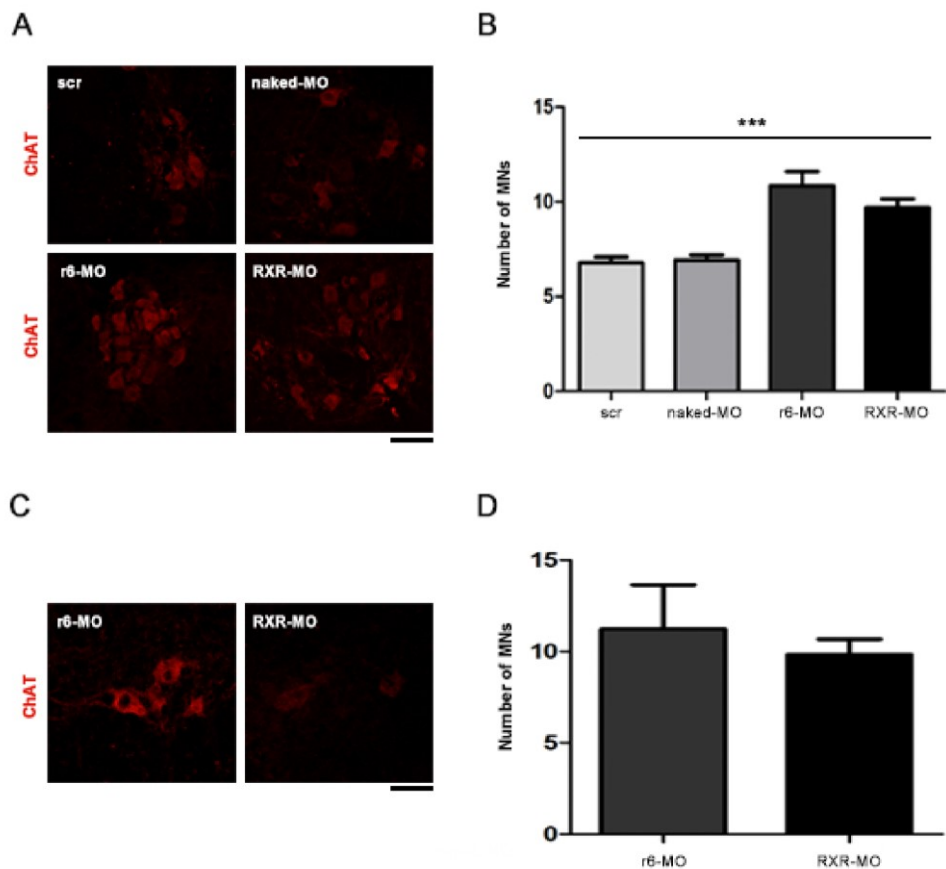 A
scr
naked-MO
ChAT
r6-MO
RXR-MO
ChAT
B
15
10
5
0
Number of MNs
***
scr
naked-MO
r6-MO
RXR-MO
C
r6-MO
RXR-MO
ChAT
D
15
10
5
0
Number of MNs
r6-MO
RXR-MO